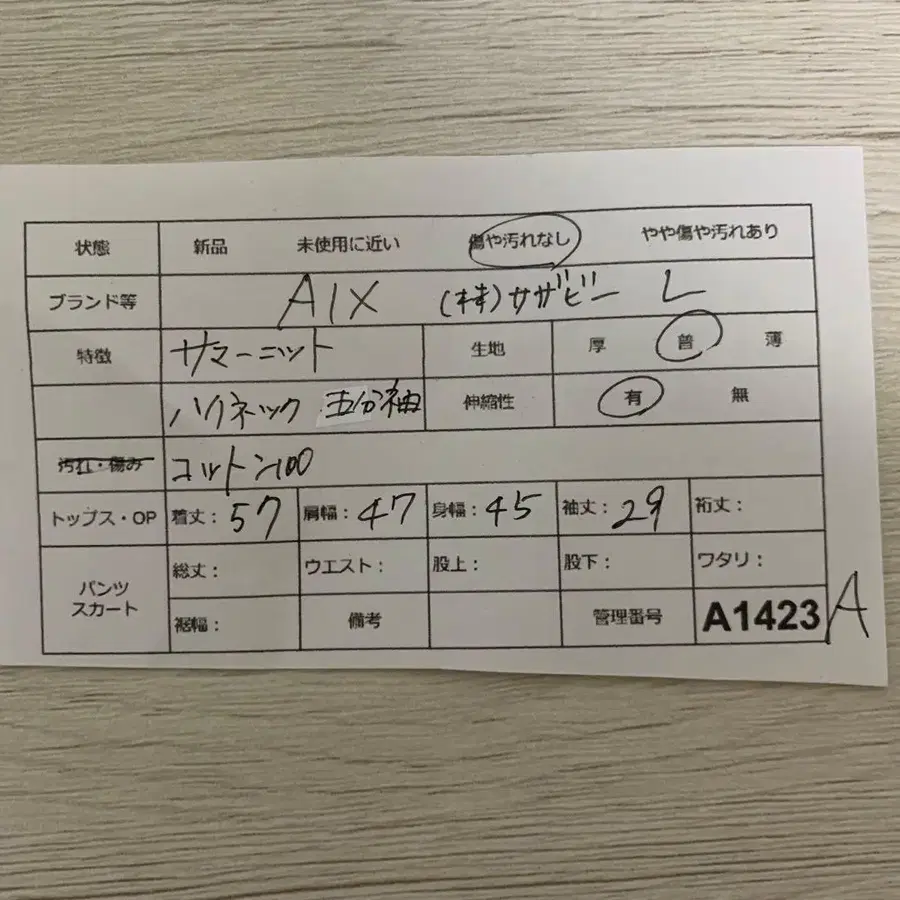 状態 新品 未使用に近い 傷や汚れなし やや傷や汚れあり
ブランド等 AIX (株)サザビー L
特徴 サマーニット 生地 厚 普 薄
ハイネック 五分袖 伸縮性 有 無
汚れ・傷み コットン100
トップス・OP 着丈：57 肩幅：47 身幅：45 袖丈：29 裄丈：
パンツ スカート 総丈： ウエスト： 股上： 股下： ワタリ：
裾幅： 備考 管理番号 A1423 A